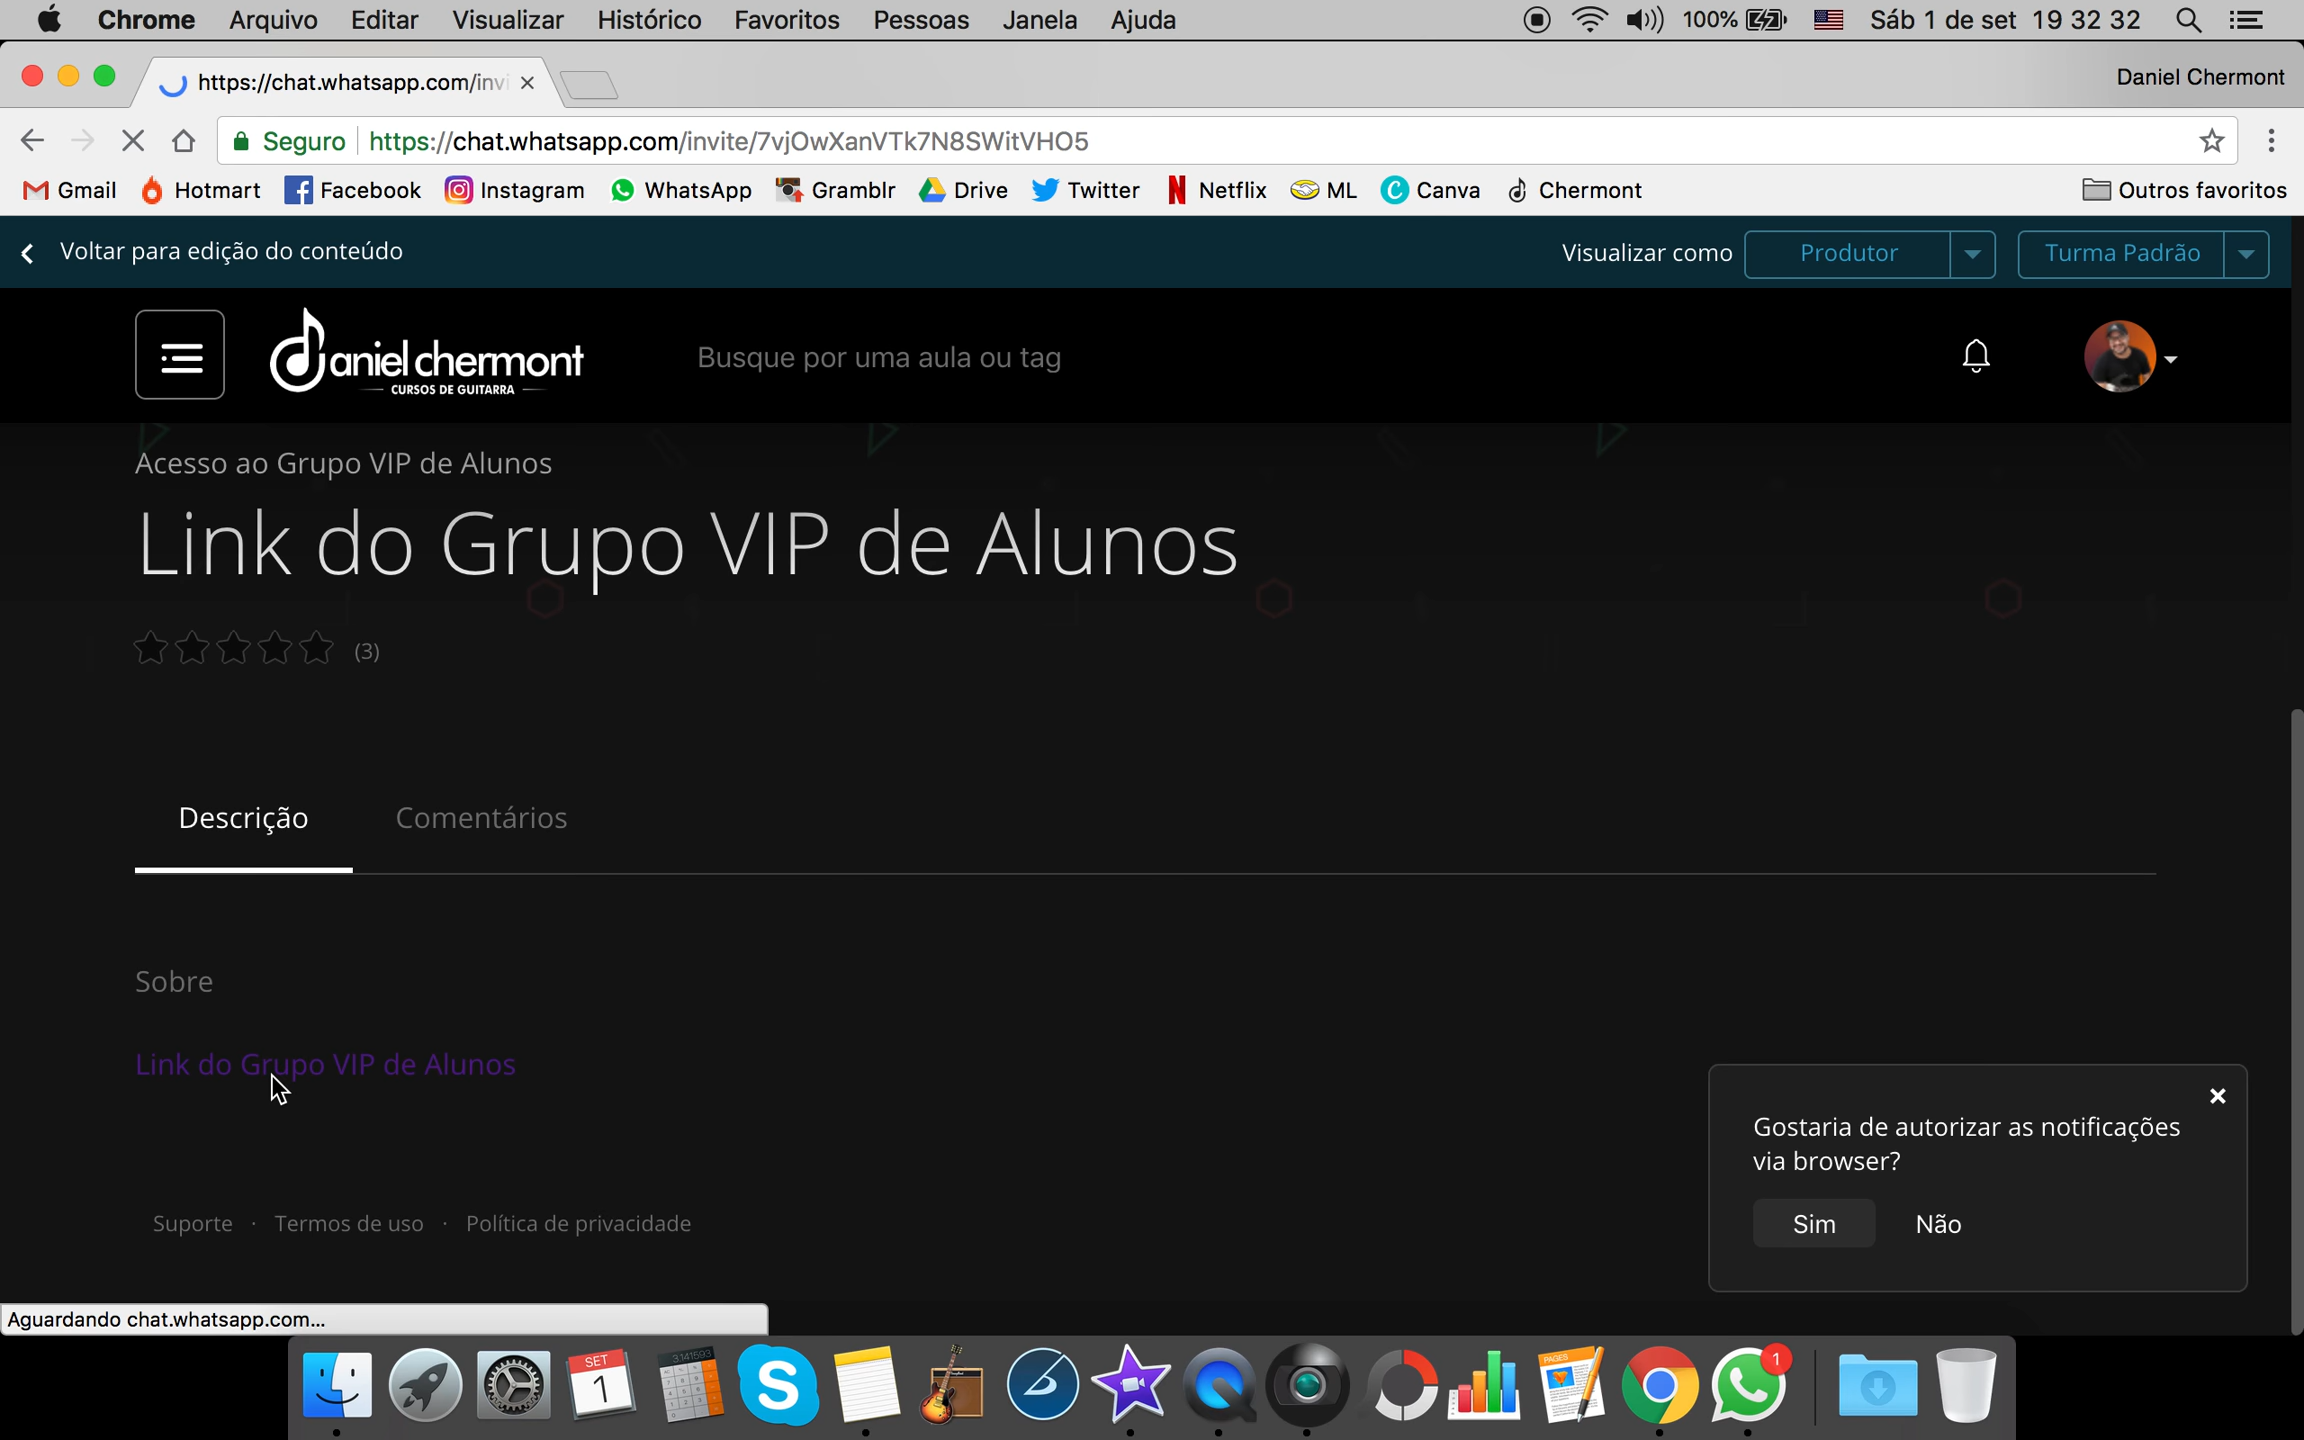 Chrome Arquivo Editar Visualizar Histórico Favoritos Pessoas Janela Ajuda 100% Sáb 1 de set 19 32 32
https://chat.whatsapp.com/invi Daniel Chermont
Seguro https://chat.whatsapp.com/invite/7vjOwXanVTk7N8SWitVHO5
Gmail Hotmart Facebook Instagram WhatsApp Gramblr Drive Twitter Netflix ML Canva Chermont Outros favoritos
Voltar para edição do conteúdo Visualizar como Produtor Turma Padrão
daniel chermont Busque por uma aula ou tag
CURSOS DE GUITARRA
Acesso ao Grupo VIP de Alunos
Link do Grupo VIP de Alunos
(3)
Descrição Comentários
Sobre
Link do Grupo VIP de Alunos
Gostaria de autorizar as notificações
via browser?
Sim Não
Suporte · Termos de uso · Política de privacidade
Aguardando chat.whatsapp.com...
SET
1
3.141593
PAGES
1